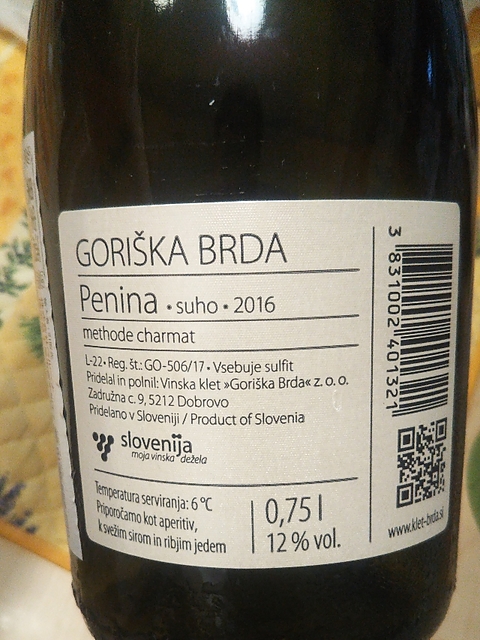 GORIŠKA BRDA
Penina • suho • 2016
methode charmat
L-22 • Reg. št.: GO-506/17 • Vsebuje sulfit
Pridelal in polnil: Vinska klet »Goriška Brda« z. o. o.
Zadružna c. 9, 5212 Dobrovo
Pridelano v Sloveniji / Product of Slovenia
slovenija
moja vinska dežela
Temperatura serviranja: 6 °C
Priporočamo kot aperitiv,
k svežim sirom in ribjim jedem
0,75 l
12 % vol.
3 831002 401321
www.klet-brda.si